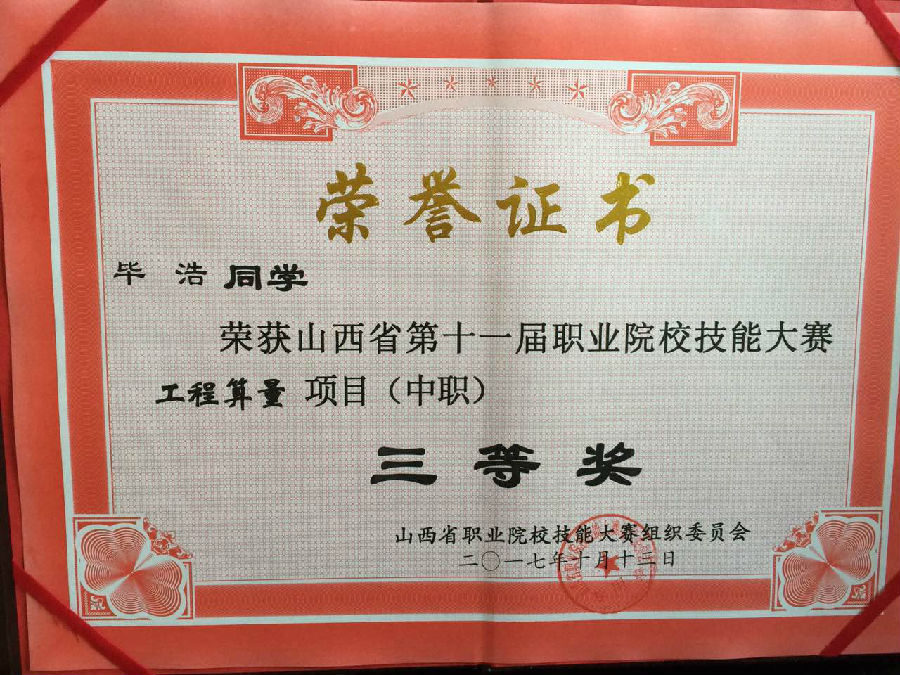 荣誉证书
毕浩同学
荣获山西省第十一届职业院校技能大赛
工程算量 项目（中职）
三等奖
山西省职业院校技能大赛组织委员会
二〇一七年十月十三日